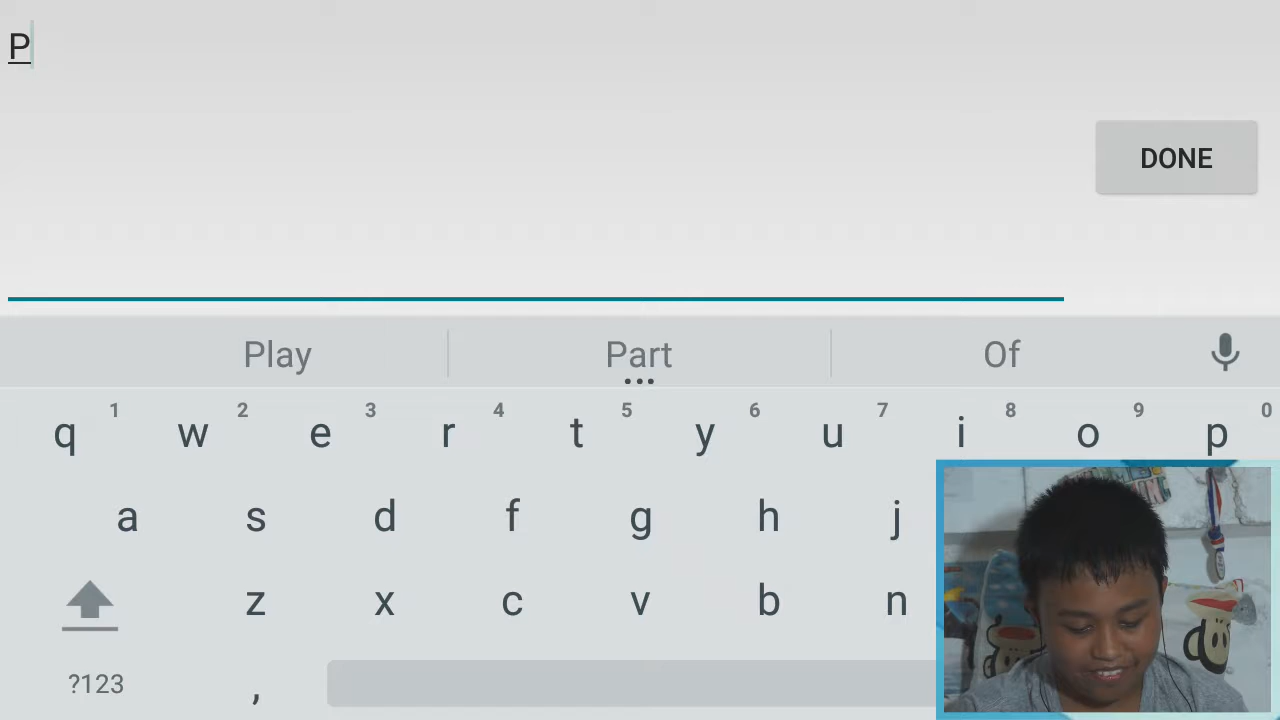 P
DONE
Play Part Of
1 2 3 4 5 6 7 8 9 0
q w e r t y u i o p
a s d f g h j
z x c v b n
?123 ,